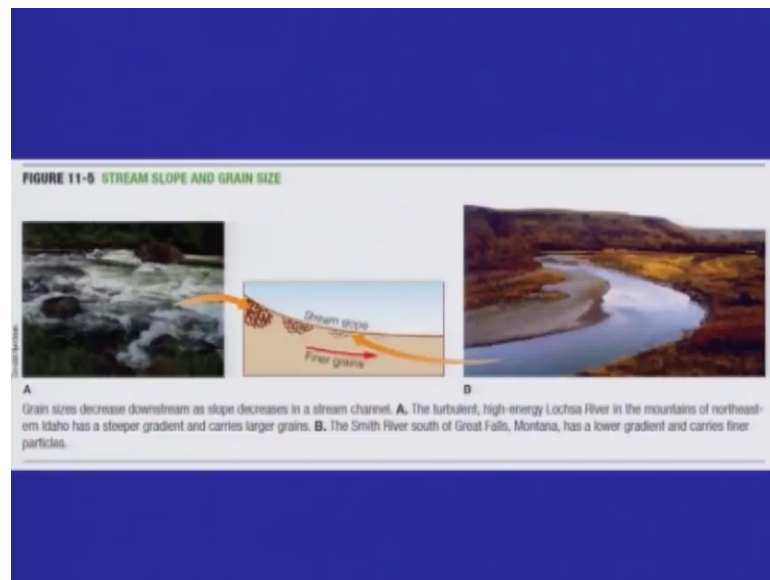 FIGURE 11-5 STREAM SLOPE AND GRAIN SIZE
Stream slope
Finer grains
A
B
Grain sizes decrease downstream as slope decreases in a stream channel. A. The turbulent, high-energy Lochsa River in the mountains of northeast-
ern Idaho has a steeper gradient and carries larger grains. B. The Smith River south of Great Falls, Montana, has a lower gradient and carries finer
particles.